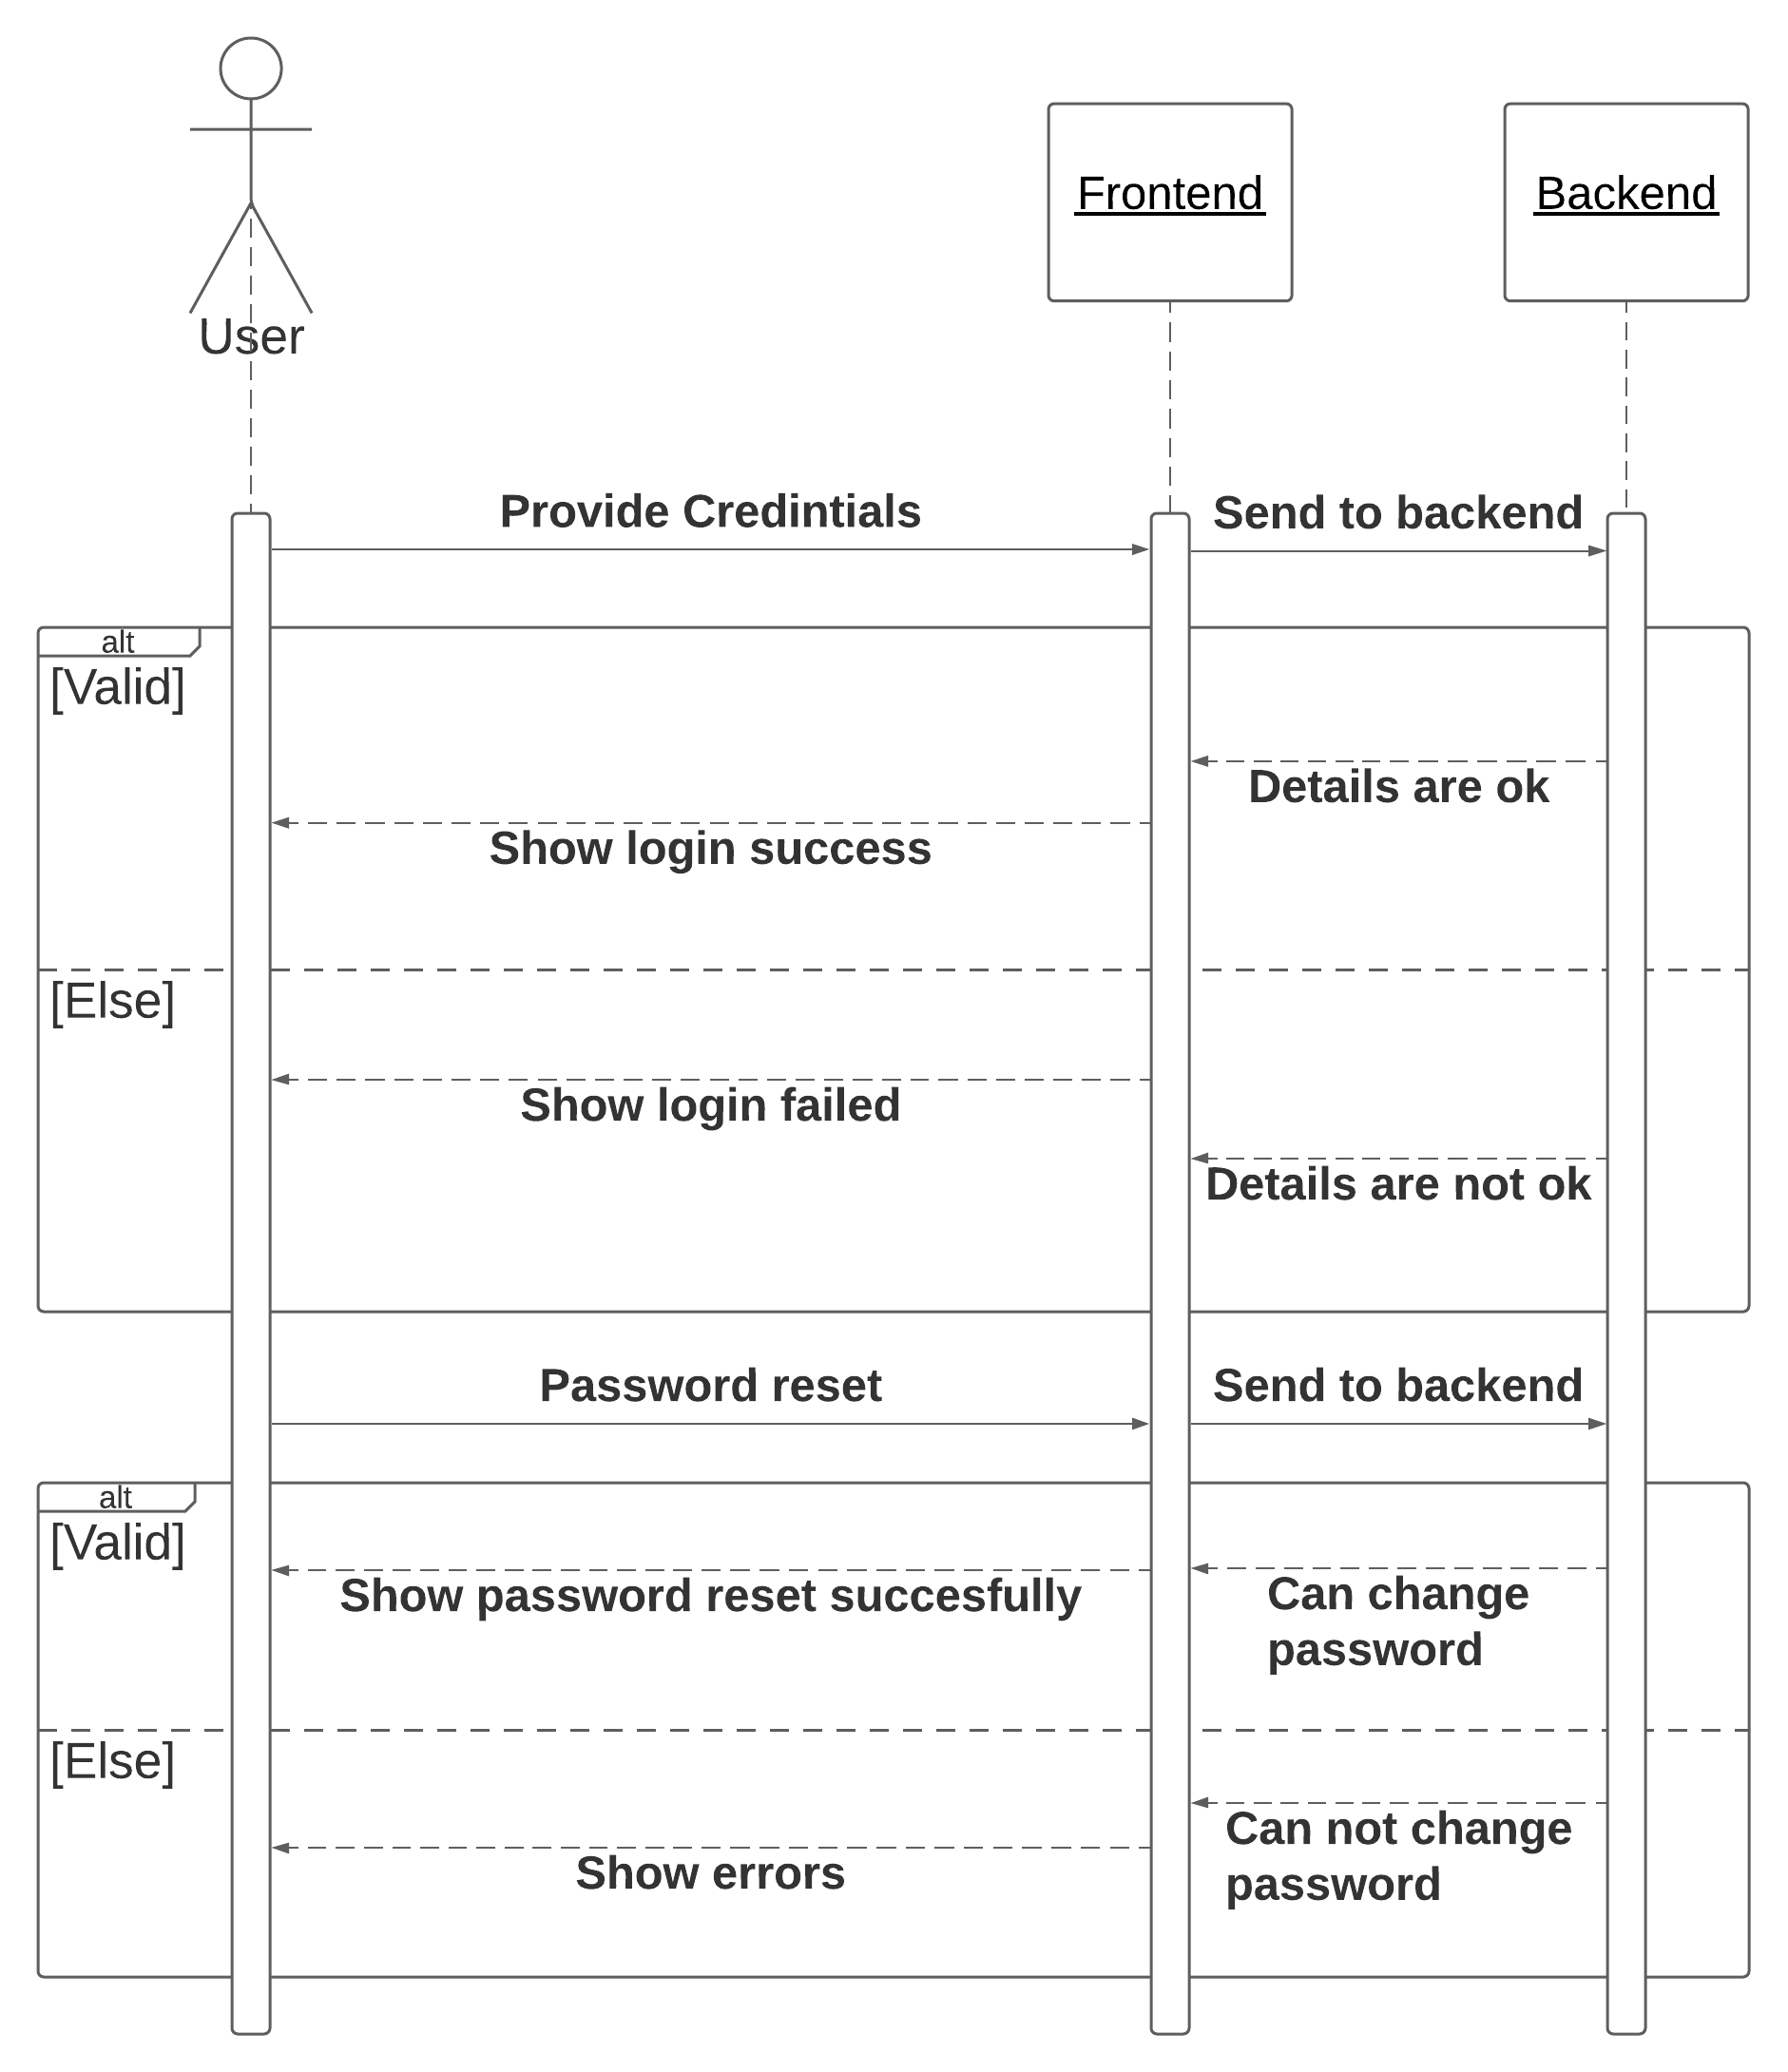 User
Frontend
Backend
Provide Credintials
Send to backend
alt
[Valid]
Details are ok
Show login success
[Else]
Show login failed
Details are not ok
Password reset
Send to backend
alt
[Valid]
Show password reset succesfully
Can change
password
[Else]
Can not change
password
Show errors